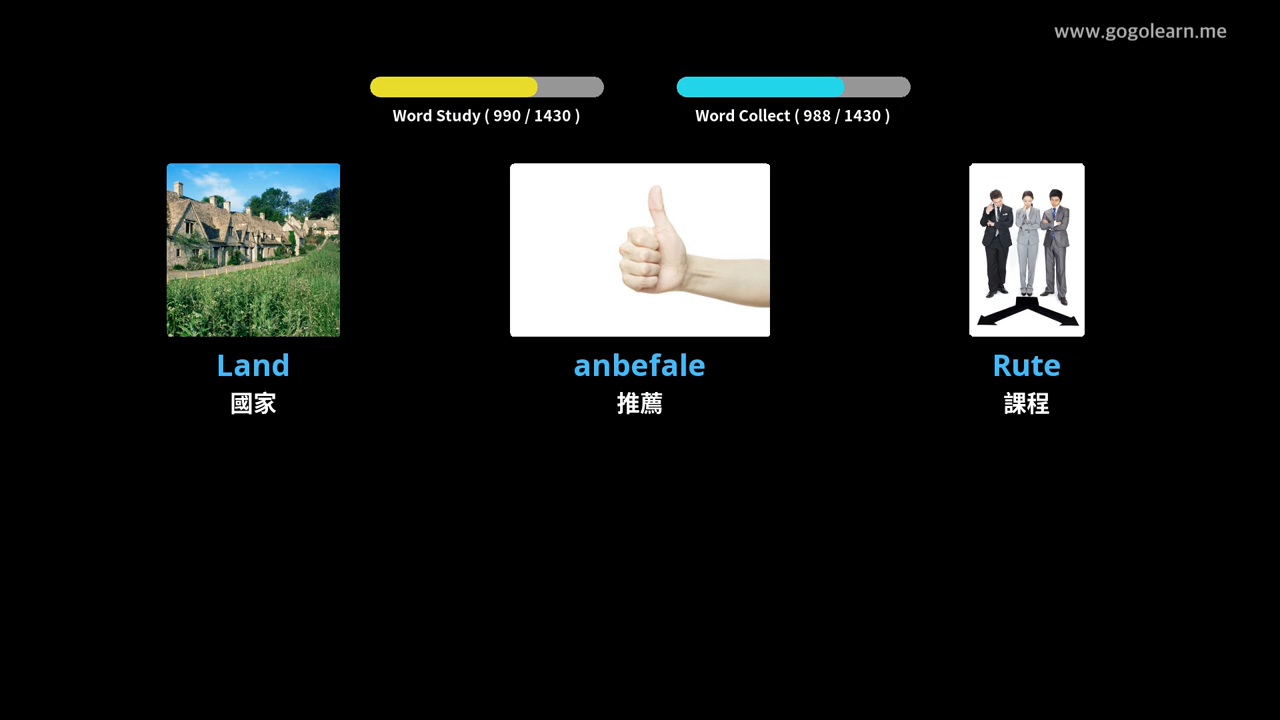 www.gogolearn.me
Word Study ( 990 / 1430 )
Word Collect ( 988 / 1430 )
Land
國家
anbefale
推薦
Rute
課程